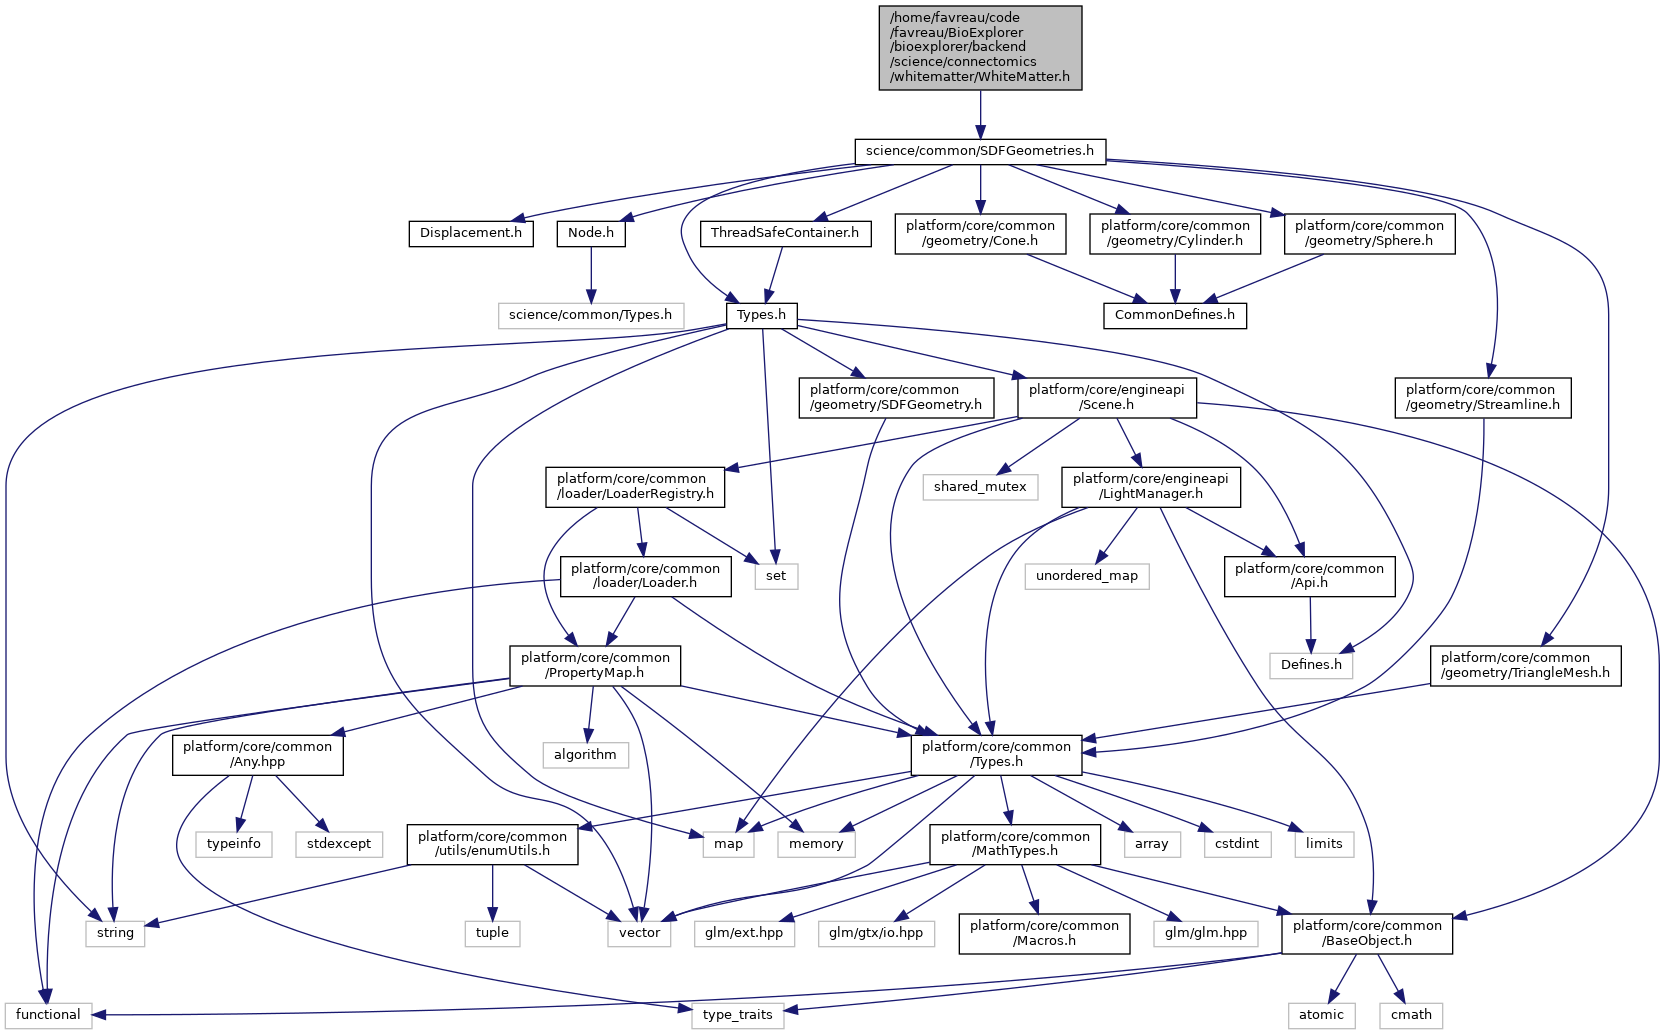 /home/favreau/code
/favreau/BioExplorer
/bioexplorer/backend
/science/connectomics
/whitematter/WhiteMatter.h
science/common/SDFGeometries.h
Displacement.h
Node.h
ThreadSafeContainer.h
platform/core/common
/geometry/Cone.h
platform/core/common
/geometry/Cylinder.h
platform/core/common
/geometry/Sphere.h
science/common/Types.h
Types.h
CommonDefines.h
platform/core/common
/geometry/SDFGeometry.h
platform/core/engineapi
/Scene.h
platform/core/common
/geometry/Streamline.h
platform/core/common
/loader/LoaderRegistry.h
shared_mutex
platform/core/engineapi
/LightManager.h
platform/core/common
/loader/Loader.h
set
unordered_map
platform/core/common
/Api.h
platform/core/common
/PropertyMap.h
Defines.h
platform/core/common
/geometry/TriangleMesh.h
platform/core/common
/Any.hpp
algorithm
platform/core/common
/Types.h
typeinfo
stdexcept
platform/core/common
/utils/enumUtils.h
map
memory
platform/core/common
/MathTypes.h
array
cstdint
limits
string
tuple
vector
glm/ext.hpp
glm/gtx/io.hpp
platform/core/common
/Macros.h
glm/glm.hpp
platform/core/common
/BaseObject.h
functional
type_traits
atomic
cmath